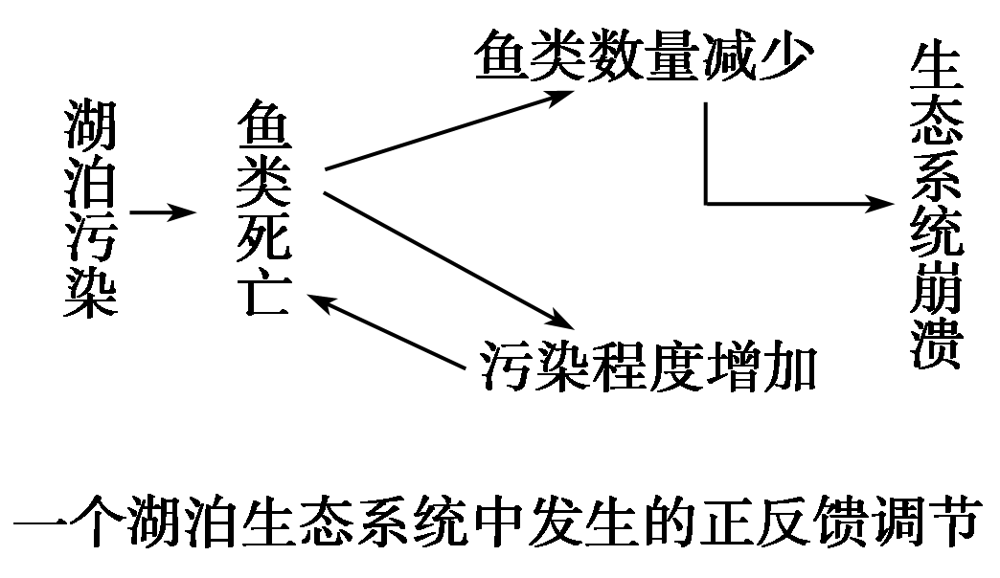 湖泊污染
鱼类死亡
鱼类数量减少
污染程度增加
生态系统崩溃
一个湖泊生态系统中发生的正反馈调节